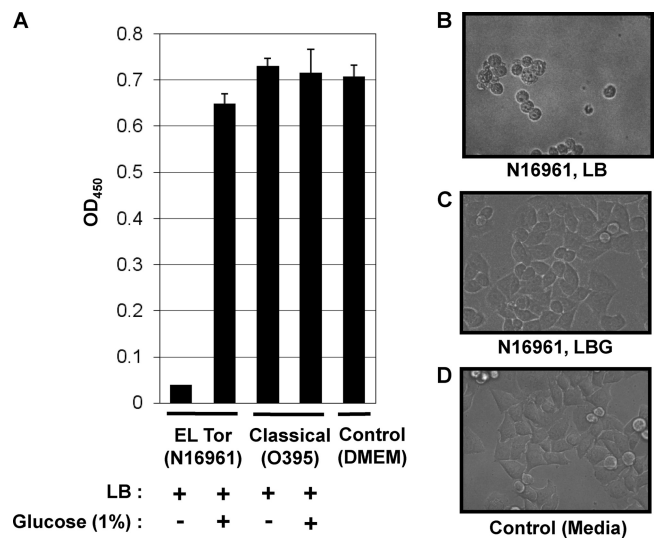 A
0.8
0.7
0.6
0.5
0.4
0.3
0.2
0.1
0
OD450
EL Tor Classical Control
(N16961) (O395) (DMEM)
LB : + + + +
Glucose (1%) : - + - +
B
N16961, LB
C
N16961, LBG
D
Control (Media)